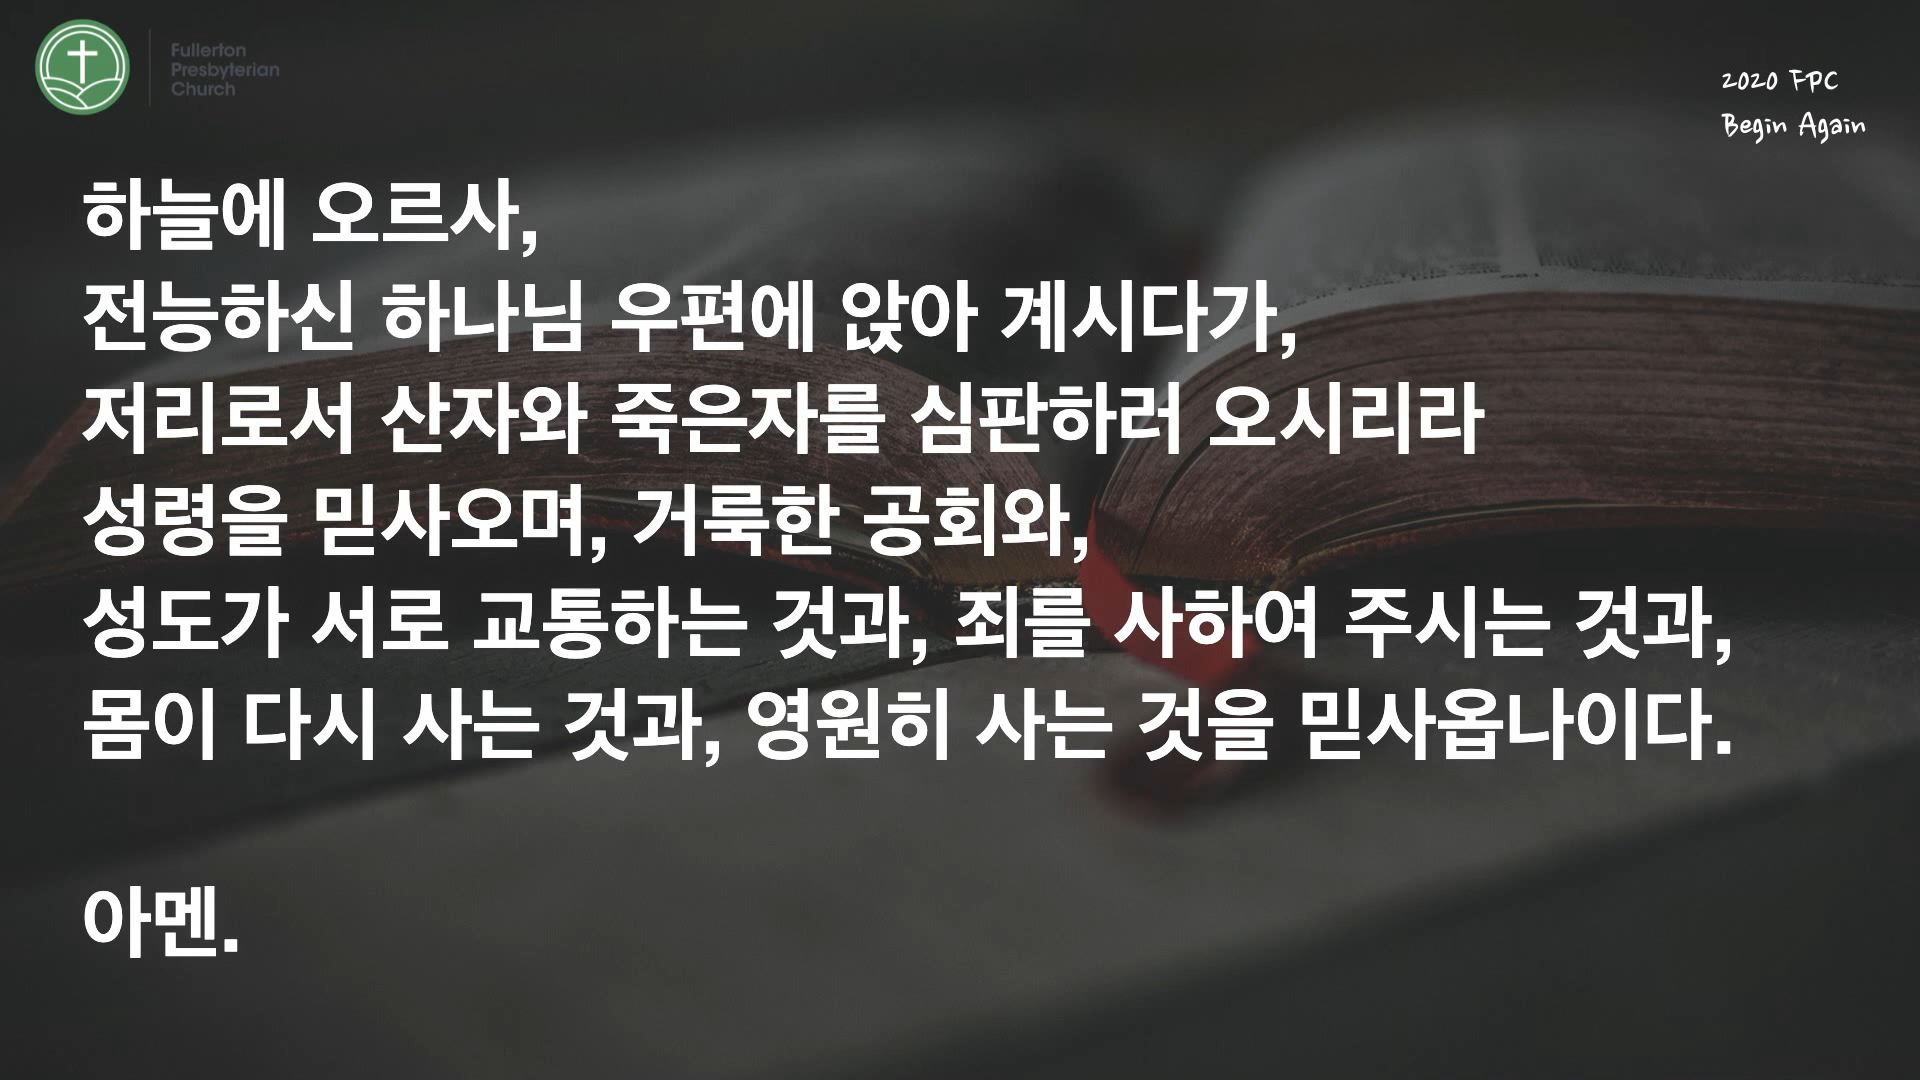 Fullerton
Presbyterian
Church
2020 FPC
Begin Again
하늘에 오르사,
전능하신 하나님 우편에 앉아 계시다가,
저리로서 산자와 죽은자를 심판하러 오시리라
성령을 믿사오며, 거룩한 공회와,
성도가 서로 교통하는 것과, 죄를 사하여 주시는 것과,
몸이 다시 사는 것과, 영원히 사는 것을 믿사옵나이다.
아멘.